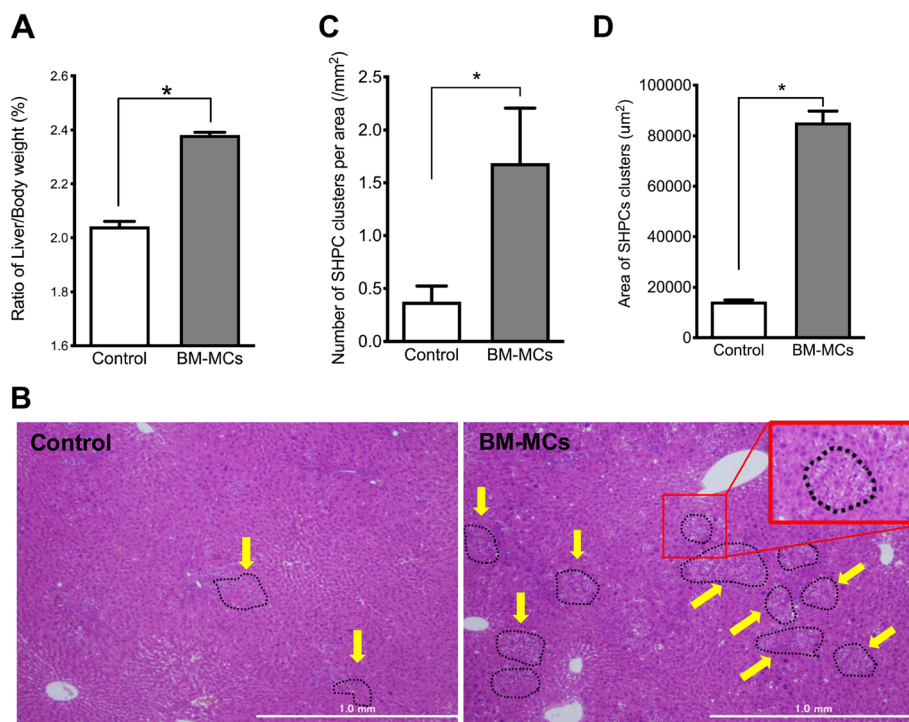 A
Ratio of Liver/Body weight (%)
2.6
2.4
2.2
2.0
1.8
1.6
*
Control
BM-MCs
C
Number of SHPC clusters per area (/mm²)
2.5
2.0
1.5
1.0
0.5
0.0
*
Control
BM-MCs
D
Area of SHPCs clusters (um²)
100000
80000
60000
40000
20000
0
*
Control
BM-MCs
B
Control
1.0 mm
BM-MCs
1.0 mm